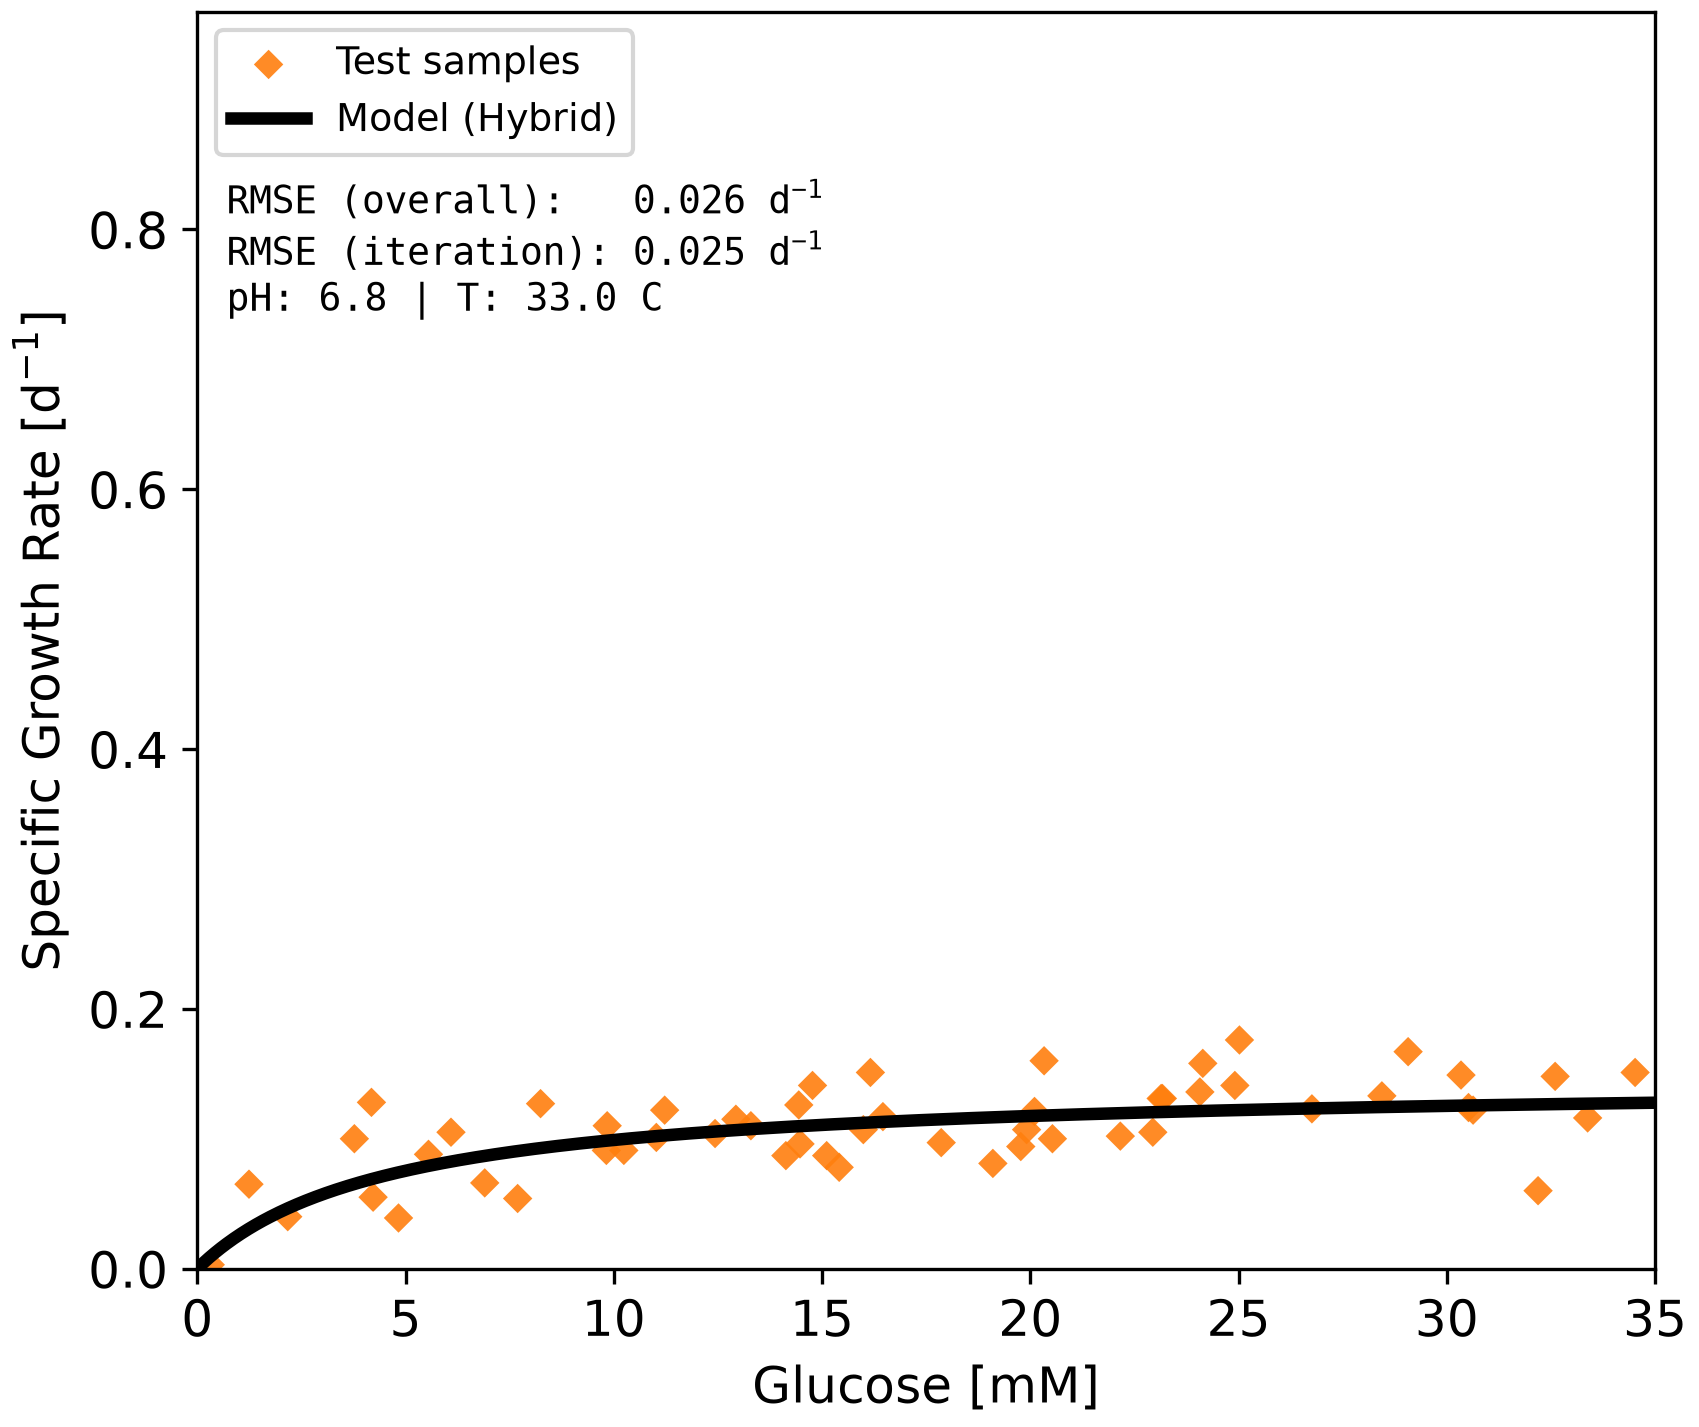 Test samples
Model (Hybrid)
RMSE (overall): 0.026 d⁻¹
RMSE (iteration): 0.025 d⁻¹
pH: 6.8 | T: 33.0 C
0.8
0.6
0.4
0.2
0.0
Specific Growth Rate [d⁻¹]
0 5 10 15 20 25 30 35
Glucose [mM]